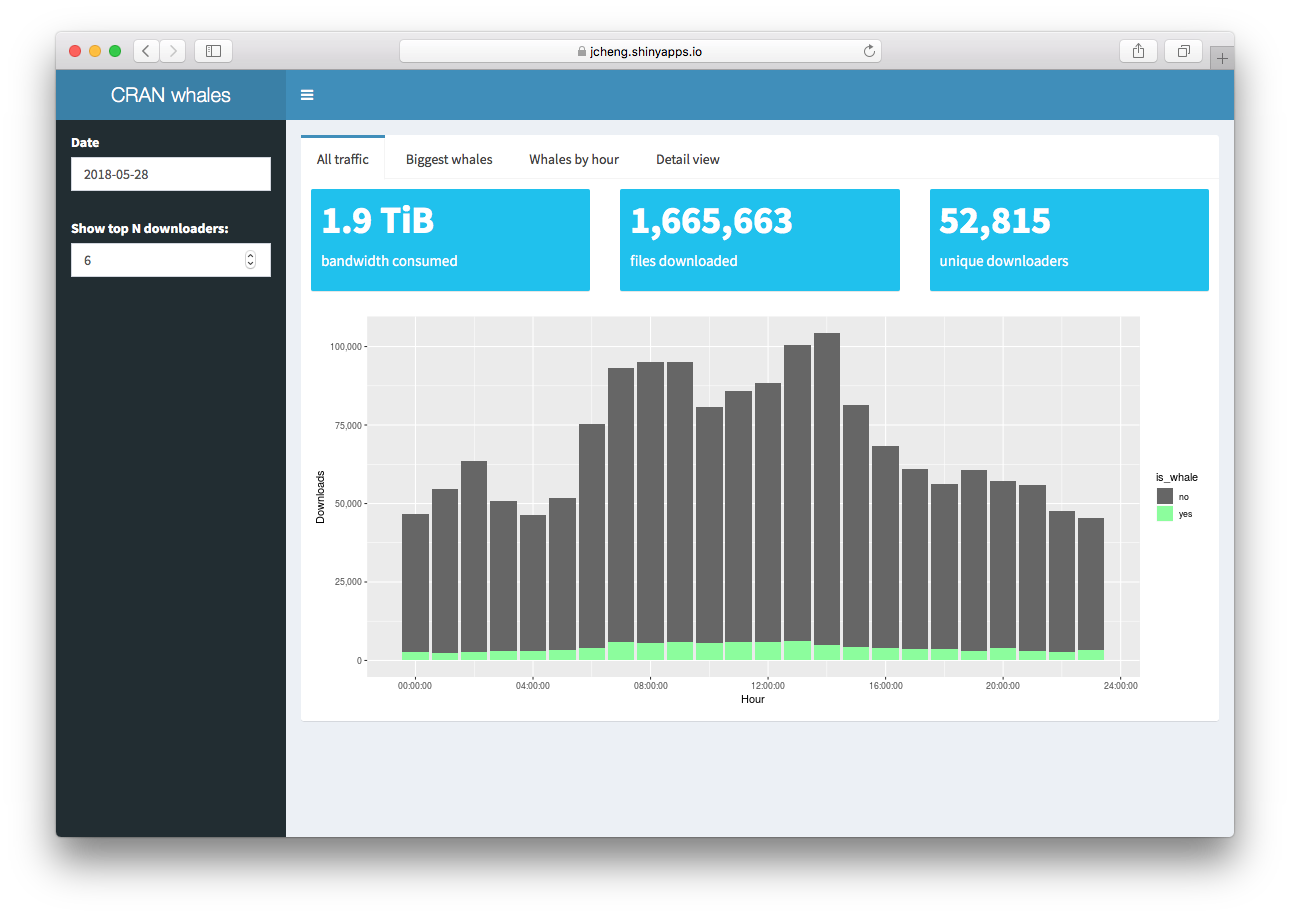 jcheng.shinyapps.io
CRAN whales
Date
2018-05-28
Show top N downloaders:
6
All traffic
Biggest whales
Whales by hour
Detail view
1.9 TiB
bandwidth consumed
1,665,663
files downloaded
52,815
unique downloaders
100,000
75,000
50,000
25,000
0
Downloads
00:00:00
04:00:00
08:00:00
12:00:00
16:00:00
20:00:00
24:00:00
Hour
is_whale
no
yes